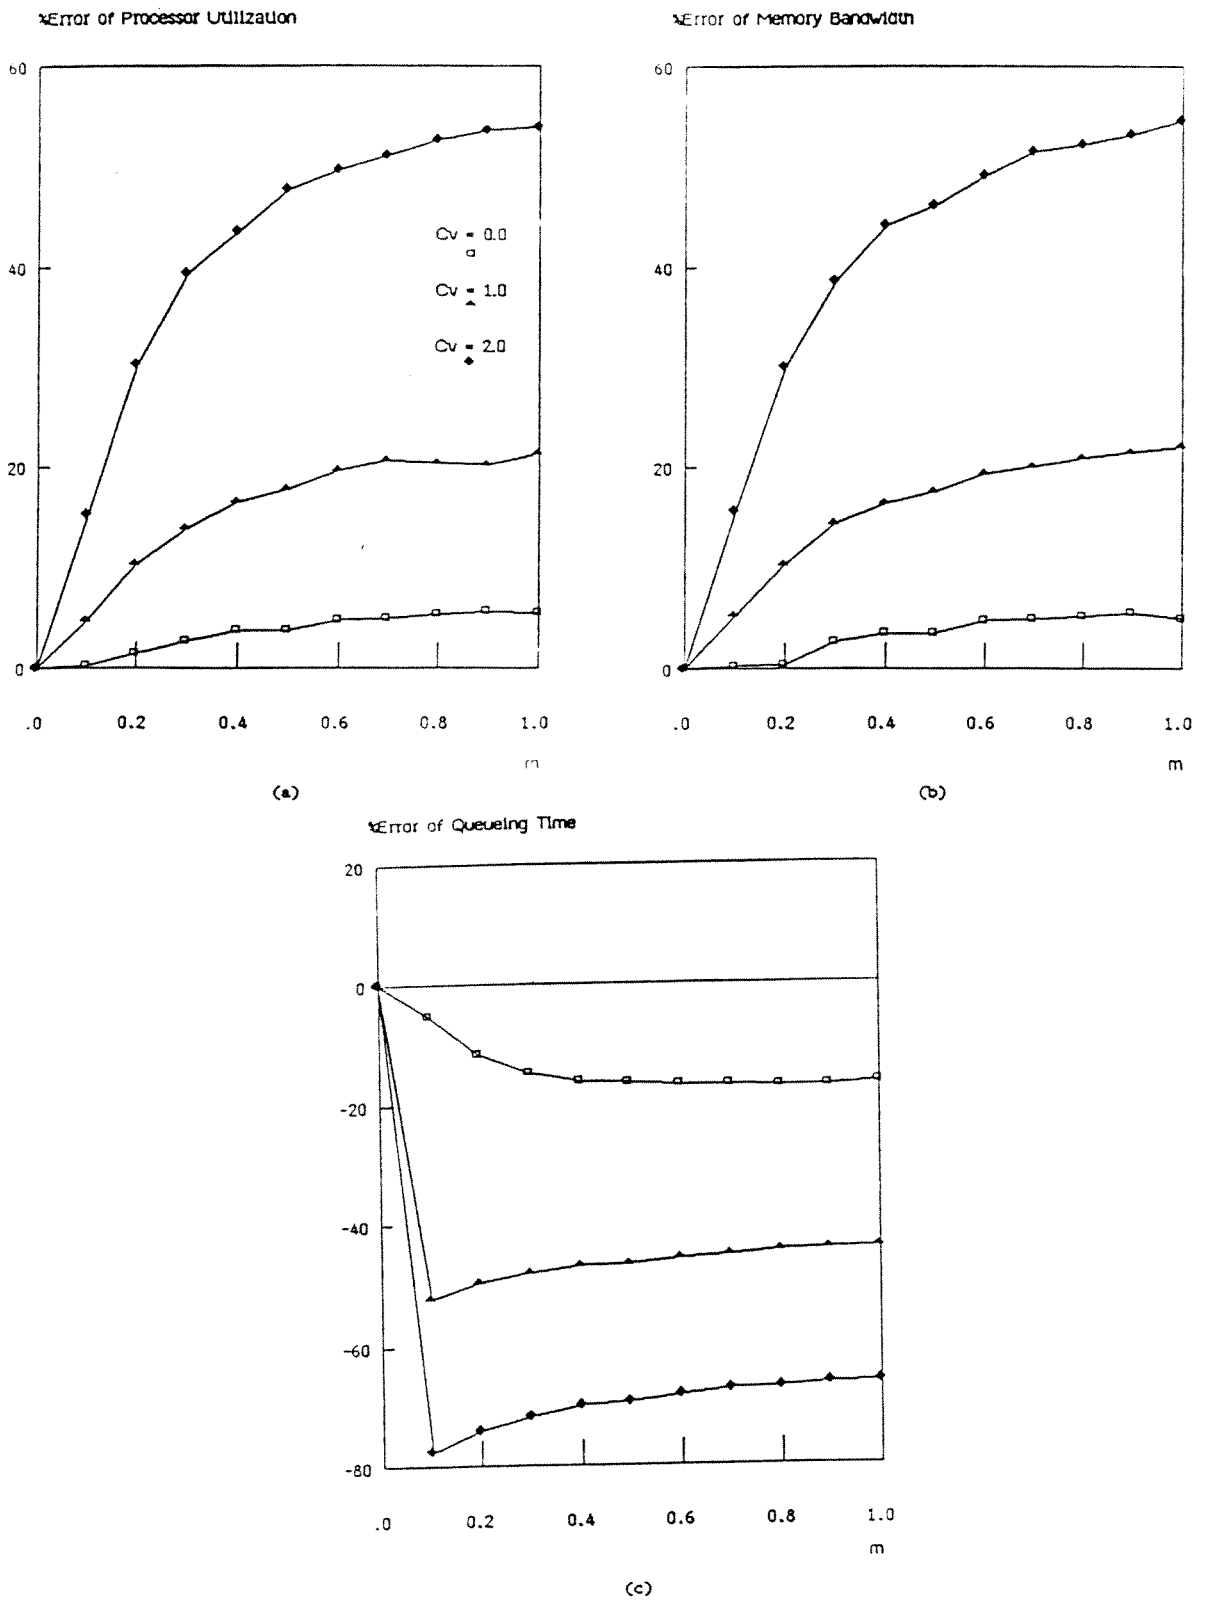 %Error of Processor Utilization
60
40
20
0
Cv = 0.0
Cv = 1.0
Cv = 2.0
.0 0.2 0.4 0.6 0.8 1.0
m
(a)
%Error of Memory Bandwidth
60
40
20
0
.0 0.2 0.4 0.6 0.8 1.0
m
(b)
%Error of Queueing Time
20
0
-20
-40
-60
-80
.0 0.2 0.4 0.6 0.8 1.0
m
(c)